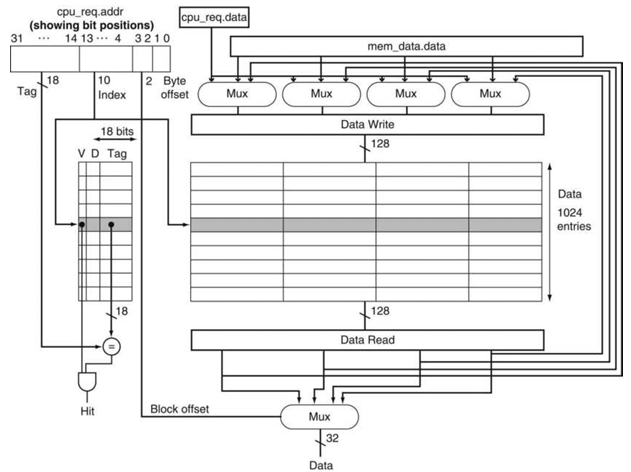 cpu_req.addr
(showing bit positions)
31 ... 14 13 ... 4 3 2 1 0
cpu_req.data
mem_data.data
18
10
2
Byte
offset
Tag
Index
Mux Mux Mux Mux
Data Write
18 bits
128
V D Tag
Data
1024
entries
18
128
=
Data Read
Hit
Block offset
Mux
32
Data